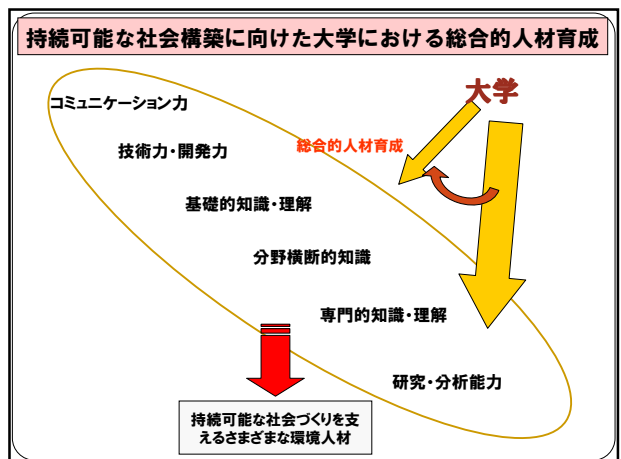 持続可能な社会構築に向けた大学における総合的人材育成
大学
コミュニケーション力
総合的人材育成
技術力・開発力
基礎的知識・理解
分野横断的知識
専門的知識・理解
研究・分析能力
持続可能な社会づくりを支
えるさまざまな環境人材